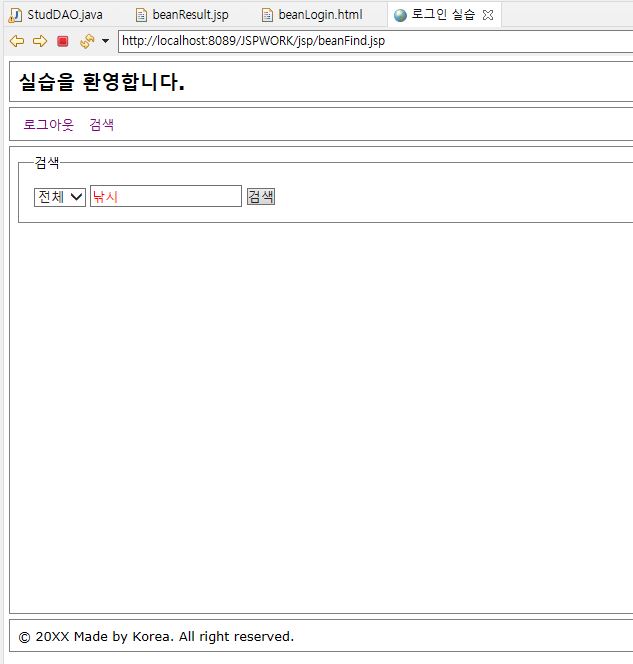 StudDAO.java beanResult.jsp beanLogin.html 로그인 실습
http://localhost:8089/JSPWORK/jsp/beanFind.jsp
실습을 환영합니다.
로그아웃 검색
검색
전체 낚시 검색
© 20XX Made by Korea. All right reserved.